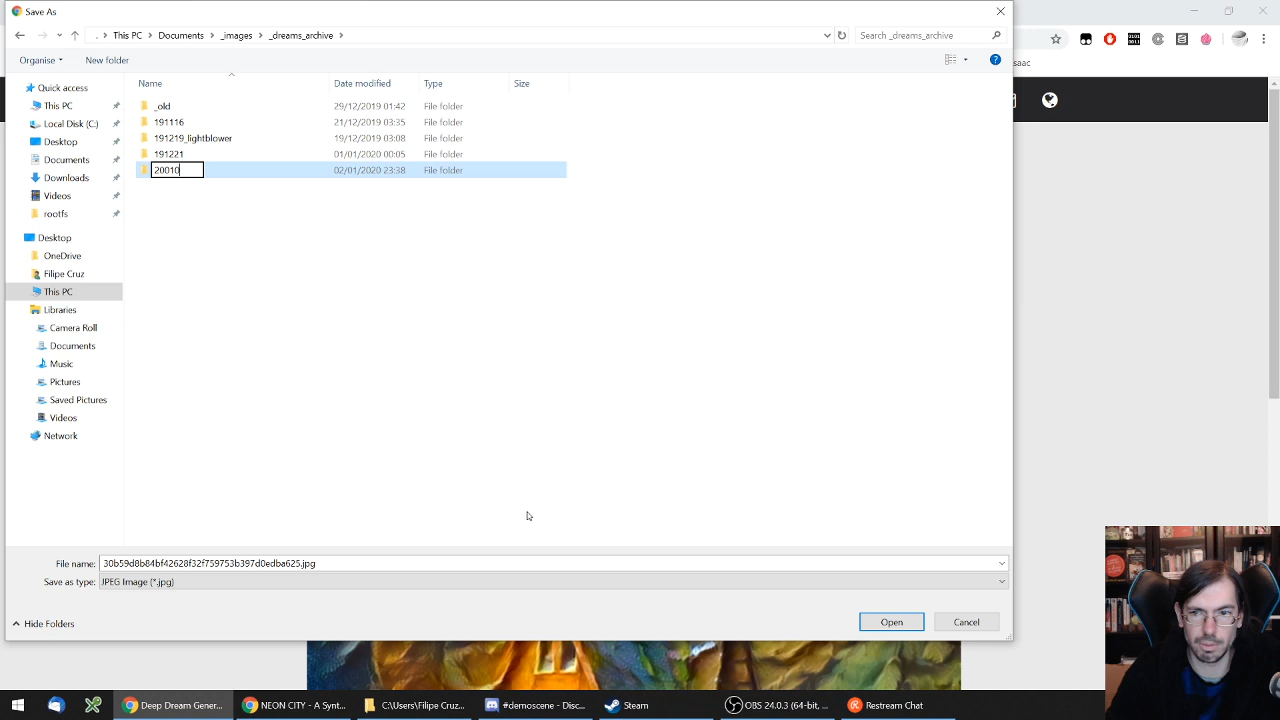 Save As
. > This PC > Documents > _images > _dreams_archive >
Search _dreams_archive
Organise
New folder
Name
Date modified
Type
Size
Quick access
This PC
Local Disk (C:)
Desktop
Documents
Downloads
Videos
rootfs
Desktop
OneDrive
Filipe Cruz
This PC
Libraries
Camera Roll
Documents
Music
Pictures
Saved Pictures
Videos
Network
_old 29/12/2019 01:42 File folder
191116 21/12/2019 03:35 File folder
191219_lightblower 19/12/2019 03:08 File folder
191221 01/01/2020 00:05 File folder
20010 02/01/2020 23:38 File folder
saac
File name: 30b59d8b84bf42628f32f759753b397d0edba625.jpg
Save as type: JPEG Image (*.jpg)
Hide Folders
Open
Cancel
Deep Dream Gener...
NEON CITY - A Synt...
C:\Users\Filipe Cruz...
#demoscene - Disc...
Steam
OBS 24.0.3 (64-bit, ...
Restream Chat